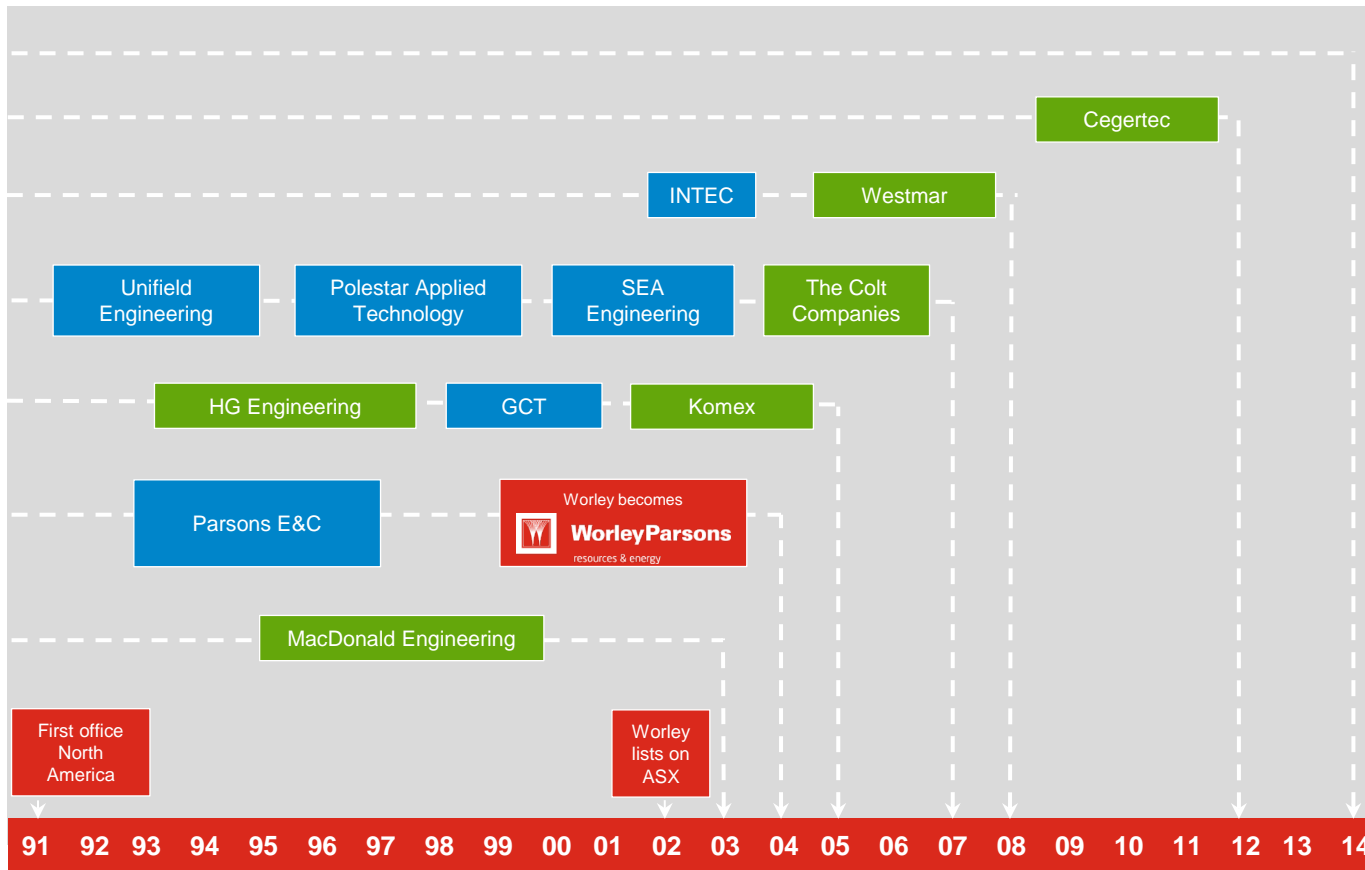 Cegertec
INTEC
Westmar
Unifield
Engineering
Polestar Applied
Technology
SEA
Engineering
The Colt
Companies
HG Engineering
GCT
Komex
Parsons E&C
Worley becomes
WorleyParsons
resources & energy
MacDonald Engineering
First office
North
America
Worley
lists on
ASX
91 92 93 94 95 96 97 98 99 00 01 02 03 04 05 06 07 08 09 10 11 12 13 14